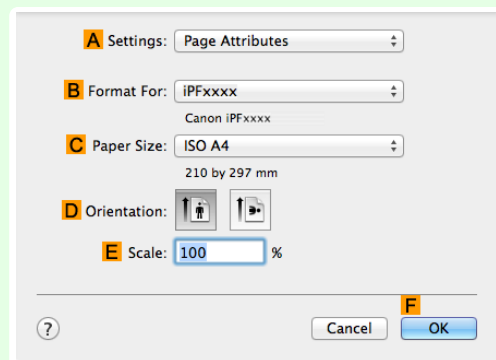 A Settings: Page Attributes
B Format For: iPFxxxx
Canon iPFxxxx
C Paper Size: ISO A4
210 by 297 mm
D Orientation:
E Scale: 100 %
F
? Cancel OK